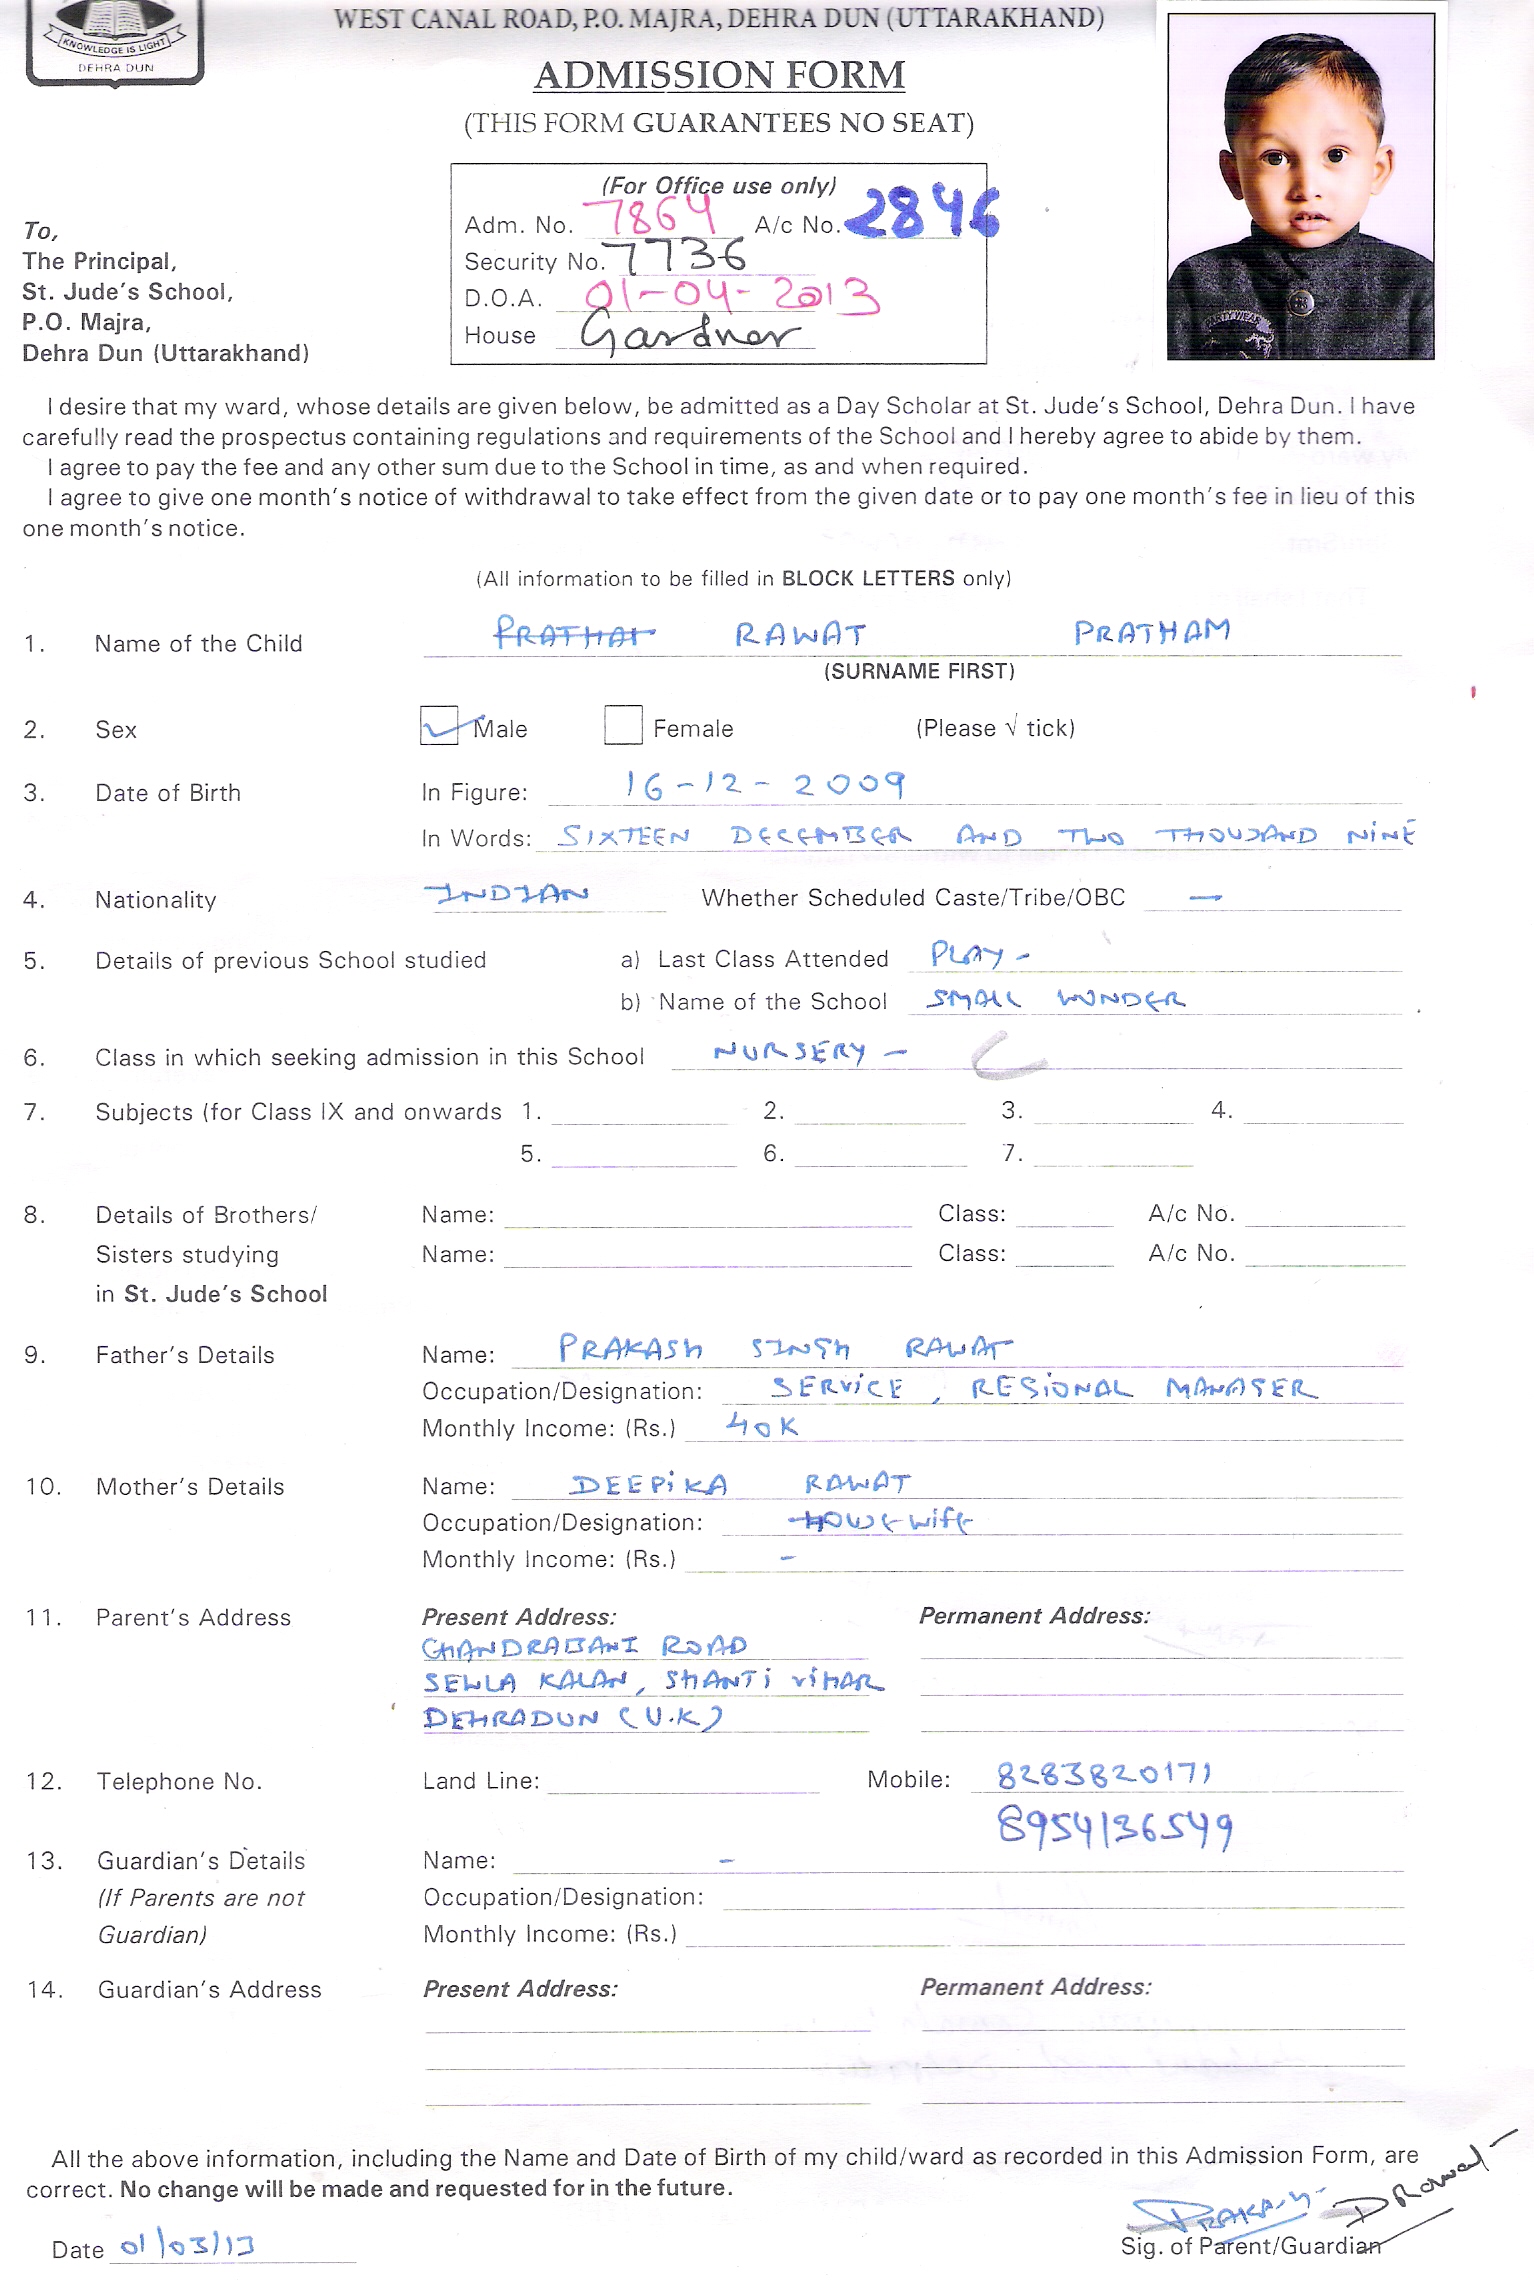 WEST CANAL ROAD, P.O. MAJRA, DEHRA DUN (UTTARAKHAND)
KNOWLEDGE IS LIGHT
DEHRA DUN
ADMISSION FORM
(THIS FORM GUARANTEES NO SEAT)
(For Office use only)
Adm. No. 7864 A/c No. 2846
Security No. 7736
D.O.A. 01-04-2013
House Gardner
To,
The Principal,
St. Jude's School,
P.O. Majra,
Dehra Dun (Uttarakhand)
I desire that my ward, whose details are given below, be admitted as a Day Scholar at St. Jude's School, Dehra Dun. I have
carefully read the prospectus containing regulations and requirements of the School and I hereby agree to abide by them.
I agree to pay the fee and any other sum due to the School in time, as and when required.
I agree to give one month's notice of withdrawal to take effect from the given date or to pay one month's fee in lieu of this
one month's notice.
(All information to be filled in BLOCK LETTERS only)
1. Name of the Child RAWAT PRATHAM
(SURNAME FIRST)
2. Sex Male Female (Please √ tick)
3. Date of Birth In Figure: 16-12-2009
In Words: SIXTEEN DECEMBER AND TWO THOUSAND NINE
4. Nationality INDIAN Whether Scheduled Caste/Tribe/OBC -
5. Details of previous School studied a) Last Class Attended PLAY -
b) Name of the School SMALL WUNDER
6. Class in which seeking admission in this School NURSERY - C
7. Subjects (for Class IX and onwards 1. 2. 3. 4.
5. 6. 7.
8. Details of Brothers/ Name: Class: A/c No.
Sisters studying Name: Class: A/c No.
in St. Jude's School
9. Father's Details Name: PRAKASH SINGH RAWAT
Occupation/Designation: SERVICE, REGIONAL MANAGER
Monthly Income: (Rs.) 40K
10. Mother's Details Name: DEEPIKA RAWAT
Occupation/Designation: HOWEWIFE
Monthly Income: (Rs.) -
11. Parent's Address Present Address: Permanent Address:
CHANDRABANI ROAD
SEWLA KALAN, SHANTI VIHAR
DEHRADUN (U.K)
12. Telephone No. Land Line: Mobile: 8283820171
8954136549
13. Guardian's Details Name: -
(If Parents are not Occupation/Designation:
Guardian) Monthly Income: (Rs.)
14. Guardian's Address Present Address: Permanent Address:
All the above information, including the Name and Date of Birth of my child/ward as recorded in this Admission Form, are
correct. No change will be made and requested for in the future.
PRAKASH DRawat
Date 01/03/13 Sig. of Parent/Guardian